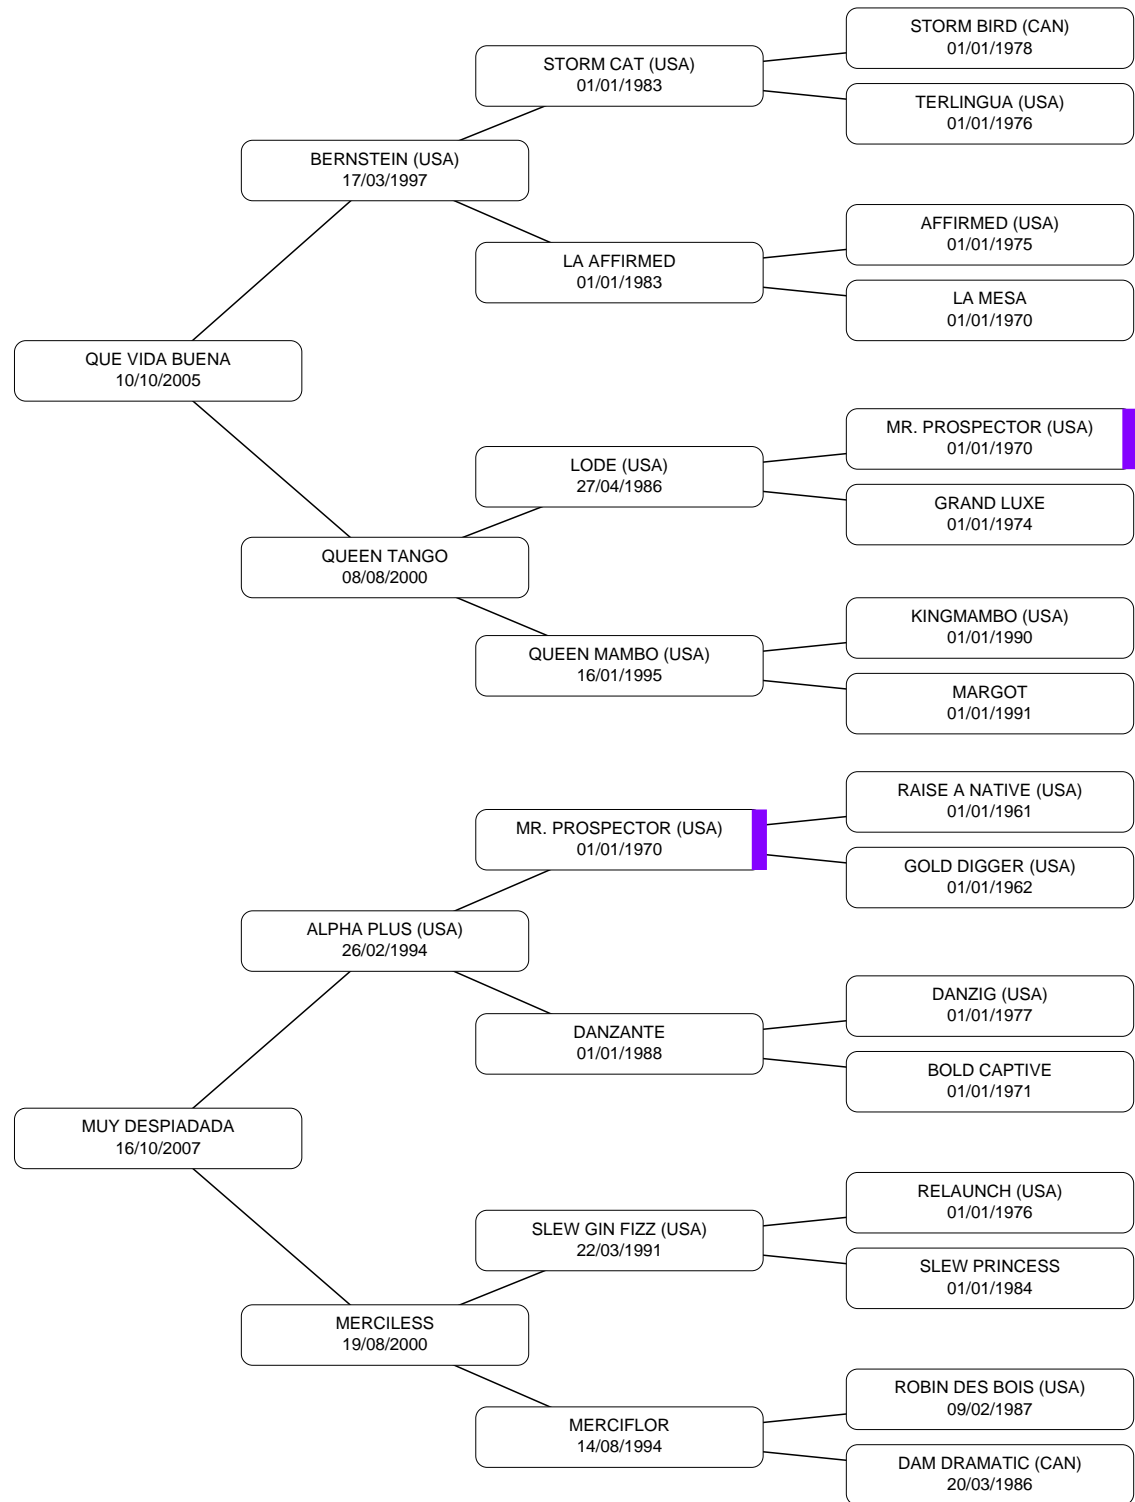 STORM BIRD (CAN)
01/01/1978
STORM CAT (USA)
01/01/1983
TERLINGUA (USA)
01/01/1976
BERNSTEIN (USA)
17/03/1997
AFFIRMED (USA)
01/01/1975
LA AFFIRMED
01/01/1983
LA MESA
01/01/1970
QUE VIDA BUENA
10/10/2005
MR. PROSPECTOR (USA)
01/01/1970
LODE (USA)
27/04/1986
GRAND LUXE
01/01/1974
QUEEN TANGO
08/08/2000
KINGMAMBO (USA)
01/01/1990
QUEEN MAMBO (USA)
16/01/1995
MARGOT
01/01/1991
RAISE A NATIVE (USA)
01/01/1961
MR. PROSPECTOR (USA)
01/01/1970
GOLD DIGGER (USA)
01/01/1962
ALPHA PLUS (USA)
26/02/1994
DANZIG (USA)
01/01/1977
DANZANTE
01/01/1988
BOLD CAPTIVE
01/01/1971
MUY DESPIADADA
16/10/2007
RELAUNCH (USA)
01/01/1976
SLEW GIN FIZZ (USA)
22/03/1991
SLEW PRINCESS
01/01/1984
MERCILESS
19/08/2000
ROBIN DES BOIS (USA)
09/02/1987
MERCIFLOR
14/08/1994
DAM DRAMATIC (CAN)
20/03/1986